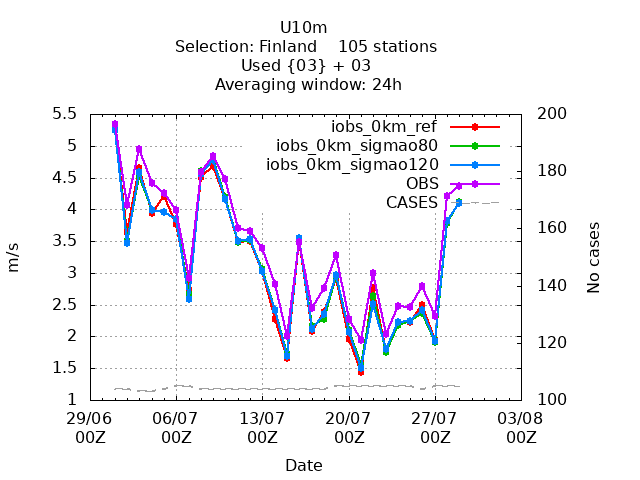 U10m
Selection: Finland    105 stations
Used {03} + 03
Averaging window: 24h
5.5
5
4.5
4
3.5
3
2.5
2
1.5
1
m/s
200
180
160
140
120
100
No cases
iobs_0km_ref
iobs_0km_sigmao80
iobs_0km_sigmao120
OBS
CASES
29/06 06/07 13/07 20/07 27/07 03/08
00Z 00Z 00Z 00Z 00Z 00Z
Date